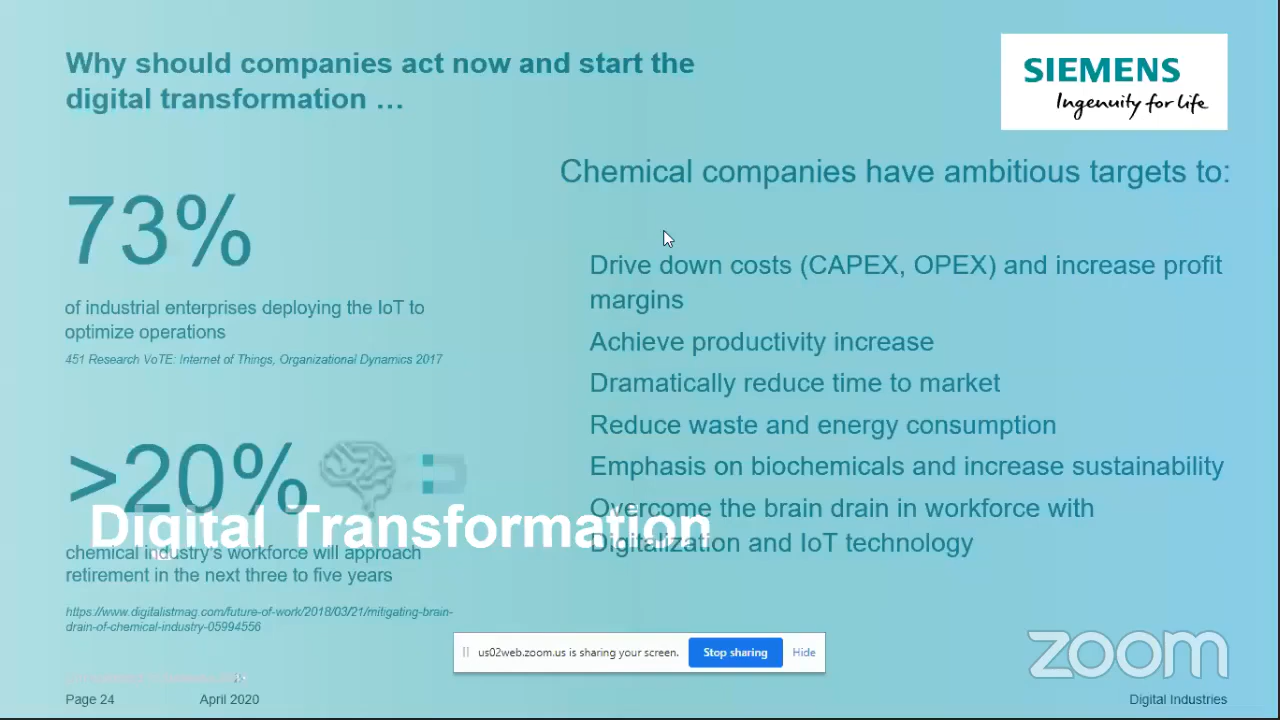 Why should companies act now and start the
digital transformation …
SIEMENS
Ingenuity for life
73%
of industrial enterprises deploying the IoT to
optimize operations
451 Research VoTE: Internet of Things, Organizational Dynamics 2017
>20%
chemical industry's workforce will approach
retirement in the next three to five years
https://www.digitalistmag.com/future-of-work/2018/03/21/mitigating-brain-
drain-of-chemical-industry-05994556
Digital Transformation
Chemical companies have ambitious targets to:
Drive down costs (CAPEX, OPEX) and increase profit
margins
Achieve productivity increase
Dramatically reduce time to market
Reduce waste and energy consumption
Emphasis on biochemicals and increase sustainability
Overcome the brain drain in workforce with
Digitalization and IoT technology
us02web.zoom.us is sharing your screen.
Stop sharing
Hide
zoom
Page 24
April 2020
Digital Industries